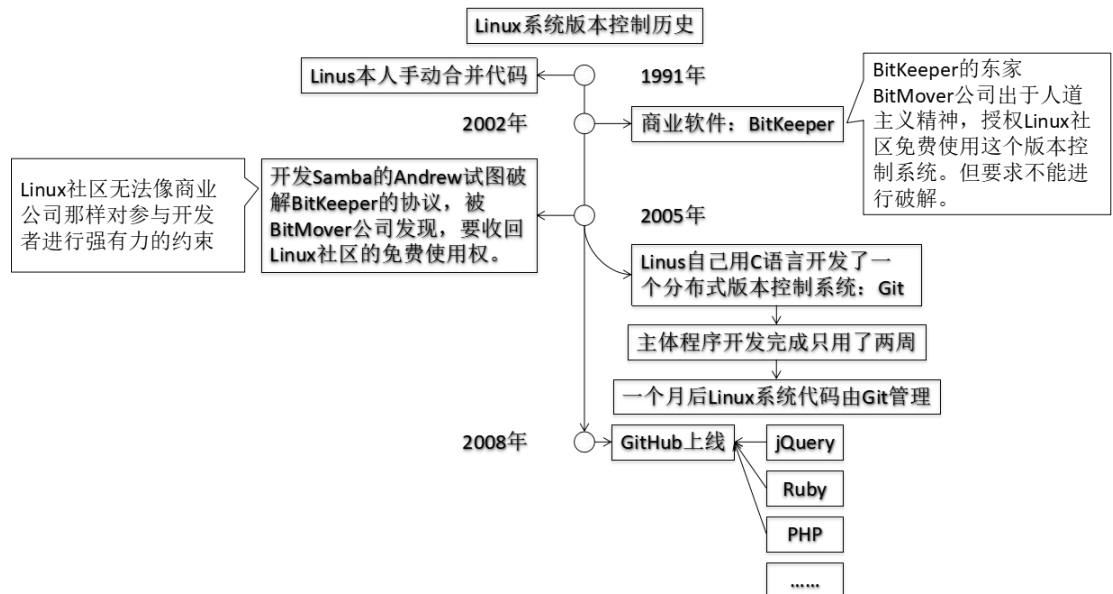 Linux系统版本控制历史
Linus本人手动合并代码
1991年
BitKeeper的东家
BitMover公司出于人道
主义精神，授权Linux社
区免费使用这个版本控
制系统。但要求不能进
行破解。
2002年
商业软件：BitKeeper
Linux社区无法像商业
公司那样对参与开发
者进行强有力的约束
开发Samba的Andrew试图破
解BitKeeper的协议，被
BitMover公司发现，要收回
Linux社区的免费使用权。
2005年
Linus自己用C语言开发了一
个分布式版本控制系统：Git
主体程序开发完成只用了两周
一个月后Linux系统代码由Git管理
2008年
GitHub上线
jQuery
Ruby
PHP
……